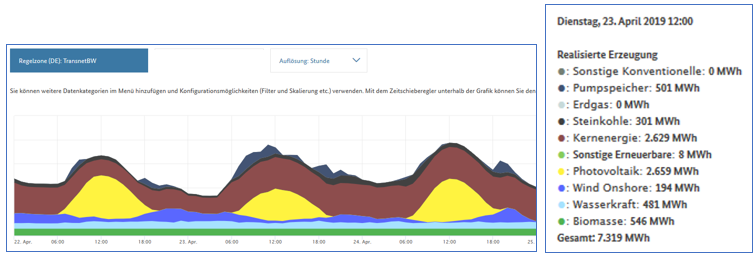 Regelzone (DE): TransnetBW
Auflösung: Stunde
Sie können weitere Datenkategorien im Menü hinzufügen und Konfigurationsmöglichkeiten (Filter und Skalierung etc.) verwenden. Mit dem Zeitschieberegler unterhalb der Grafik können Sie den
22. Apr. 06:00 12:00 18:00 23. Apr. 06:00 12:00 18:00 24. Apr. 06:00 12:00 18:00 25.
Dienstag, 23. April 2019 12:00
Realisierte Erzeugung
: Sonstige Konventionelle: 0 MWh
: Pumpspeicher: 501 MWh
: Erdgas: 0 MWh
: Steinkohle: 301 MWh
: Kernenergie: 2.629 MWh
: Sonstige Erneuerbare: 8 MWh
: Photovoltaik: 2.659 MWh
: Wind Onshore: 194 MWh
: Wasserkraft: 481 MWh
: Biomasse: 546 MWh
Gesamt: 7.319 MWh